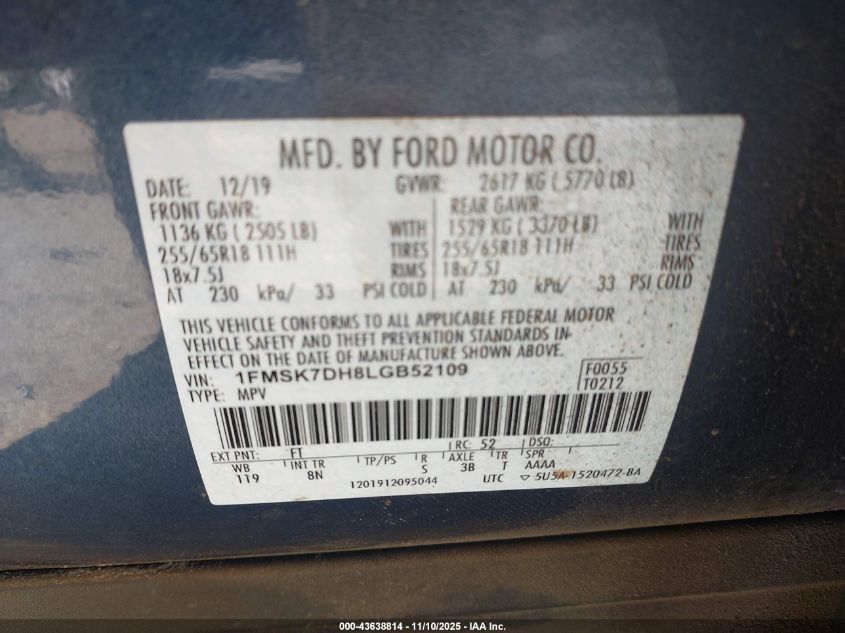 MFD. BY FORD MOTOR CO.
DATE: 12/19 GVWR: 2617 KG ( 5770 LB)
FRONT GAWR: REAR GAWR:
1136 KG ( 2505 LB) WITH 1529 KG ( 3370 LB) WITH
255/65R18 111H TIRES 255/65R18 111H TIRES
18x7.5J RIMS 18x7.5J RIMS
AT 230 kPa/ 33 PSI COLD AT 230 kPa/ 33 PSI COLD
THIS VEHICLE CONFORMS TO ALL APPLICABLE FEDERAL MOTOR
VEHICLE SAFETY AND THEFT PREVENTION STANDARDS IN-
EFFECT ON THE DATE OF MANUFACTURE SHOWN ABOVE.
VIN: 1FMSK7DH8LGB52109 F0055
TYPE: MPV T0212
EXT PNT: FT RC: 52 DSO:
WB INT TR TP/PS R AXLE TR SPR
119 8N S 3B T AAAA
1201912095044 UTC ▽ 5U5A-1520472-BA
000-43638814 - 11/10/2025 - IAA Inc.